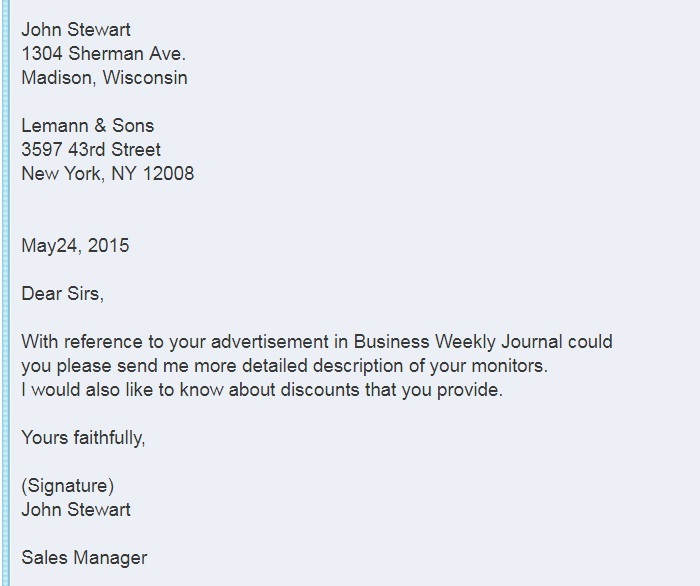 John Stewart
1304 Sherman Ave.
Madison, Wisconsin
Lemann & Sons
3597 43rd Street
New York, NY 12008
May24, 2015
Dear Sirs,
With reference to your advertisement in Business Weekly Journal could
you please send me more detailed description of your monitors.
I would also like to know about discounts that you provide.
Yours faithfully,
(Signature)
John Stewart
Sales Manager